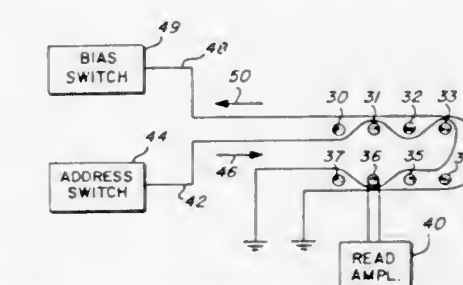 49
BIAS
SWITCH
48
50
30
31
32
33
44
ADDRESS
SWITCH
46
42
37
36
35
40
READ
AMPL.